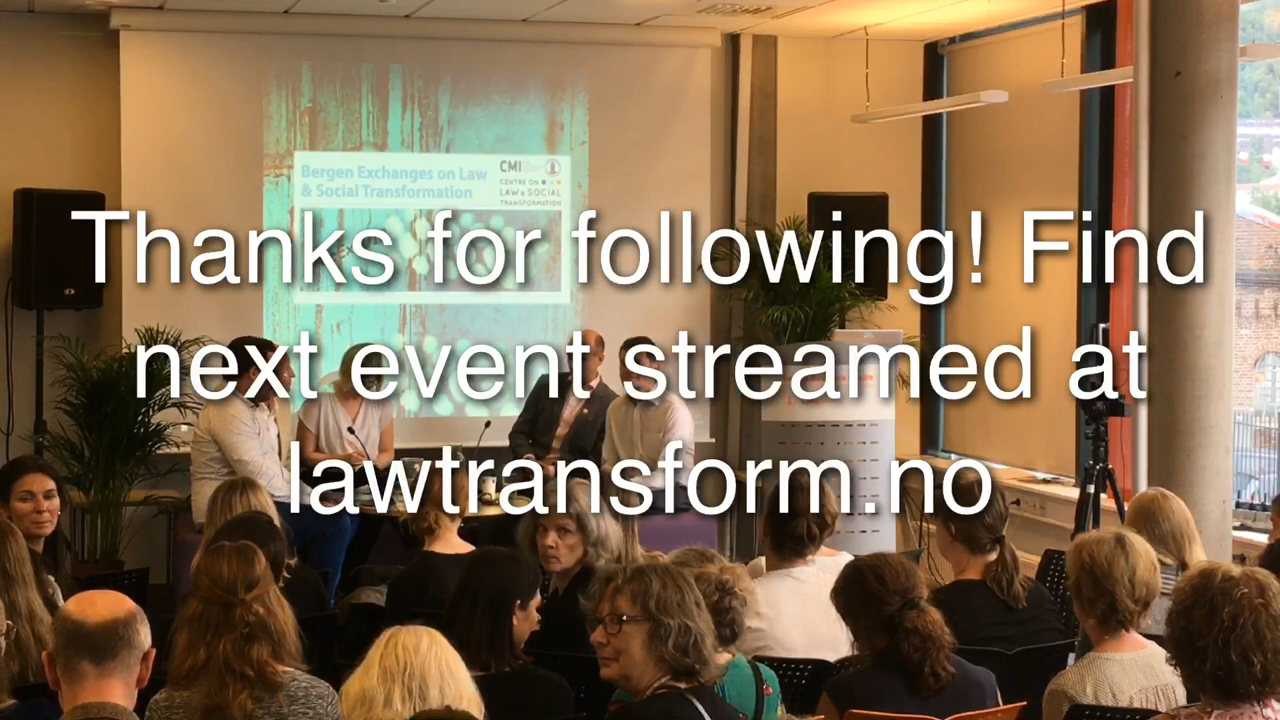 Bergen Exchanges on Law
& Social Transformation
CMI
CENTRE ON
LAW & SOCIAL
TRANSFORMATION
Thanks for following! Find
next event streamed at
lawtransform.no